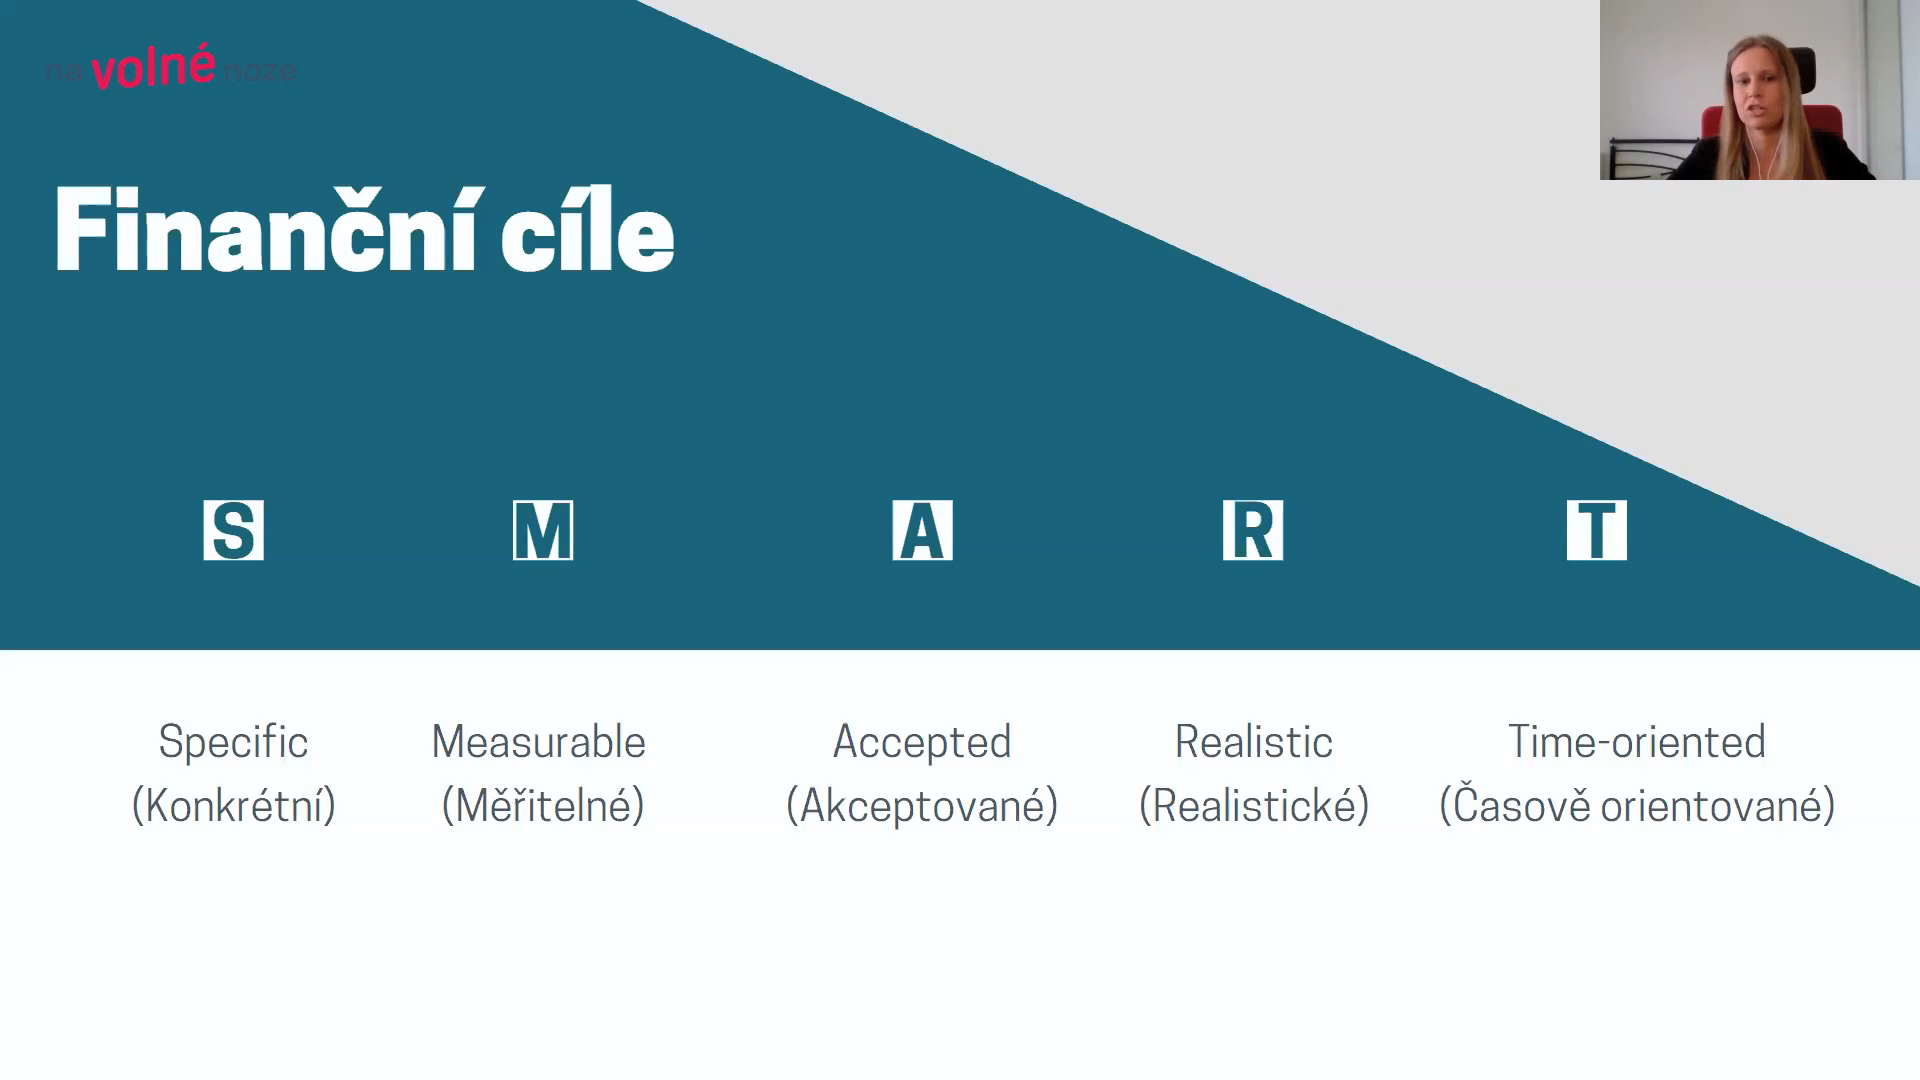 na volné noze
Finanční cíle
S M A R T
Specific Measurable Accepted Realistic Time-oriented
(Konkrétní) (Měřitelné) (Akceptované) (Realistické) (Časově orientované)